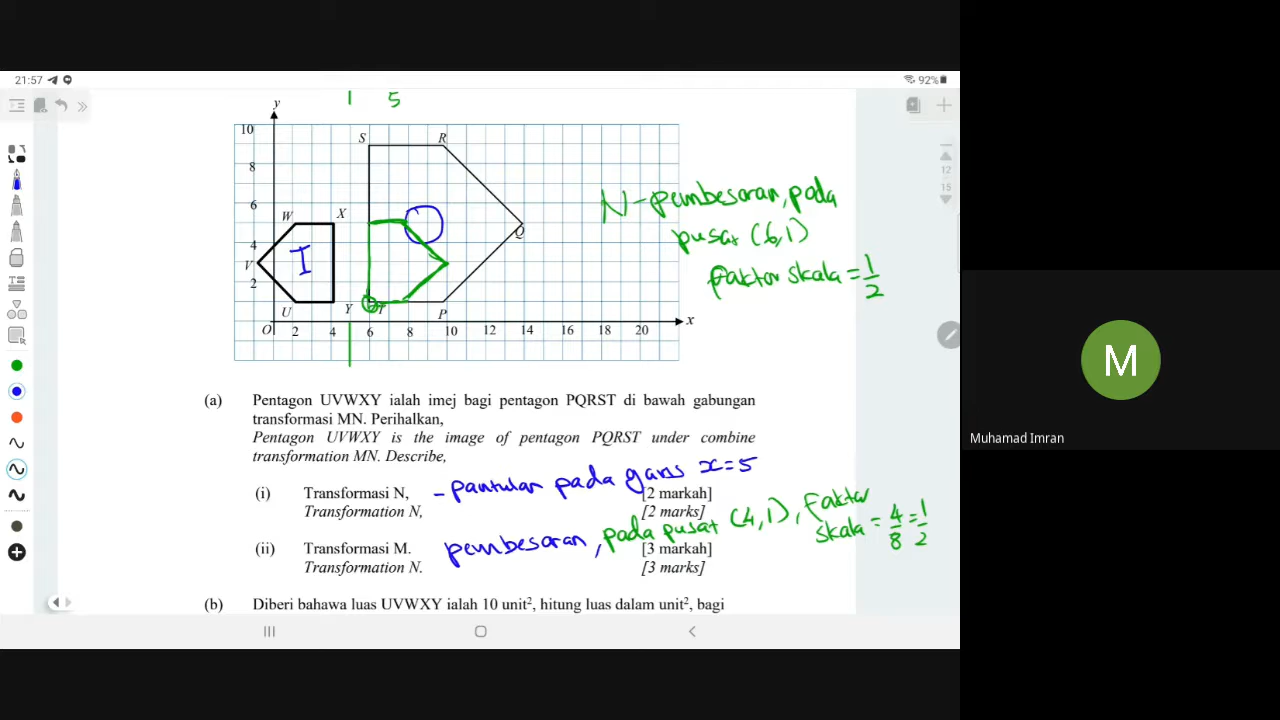 21:57
92%
1 5
y
10
S R
8
6
W X
4
V
Q
2
U Y T P
O 2 4 6 8 10 12 14 16 18 20 x
I
N - pembesaran, pada
pusat (6,1)
faktor skala = 1/2
12
15
(a) Pentagon UVWXY ialah imej bagi pentagon PQRST di bawah gabungan
transformasi MN. Perihalkan,
Pentagon UVWXY is the image of pentagon PQRST under combine
transformation MN. Describe,
- pantulan pada garis x=5
(i) Transformasi N, [2 markah]
Transformation N, [2 marks]
pembesaran, pada pusat (4,1), faktor
skala = 4/8 = 1/2
(ii) Transformasi M. [3 markah]
Transformation N. [3 marks]
(b) Diberi bahawa luas UVWXY ialah 10 unit², hitung luas dalam unit², bagi
M
Muhamad Imran